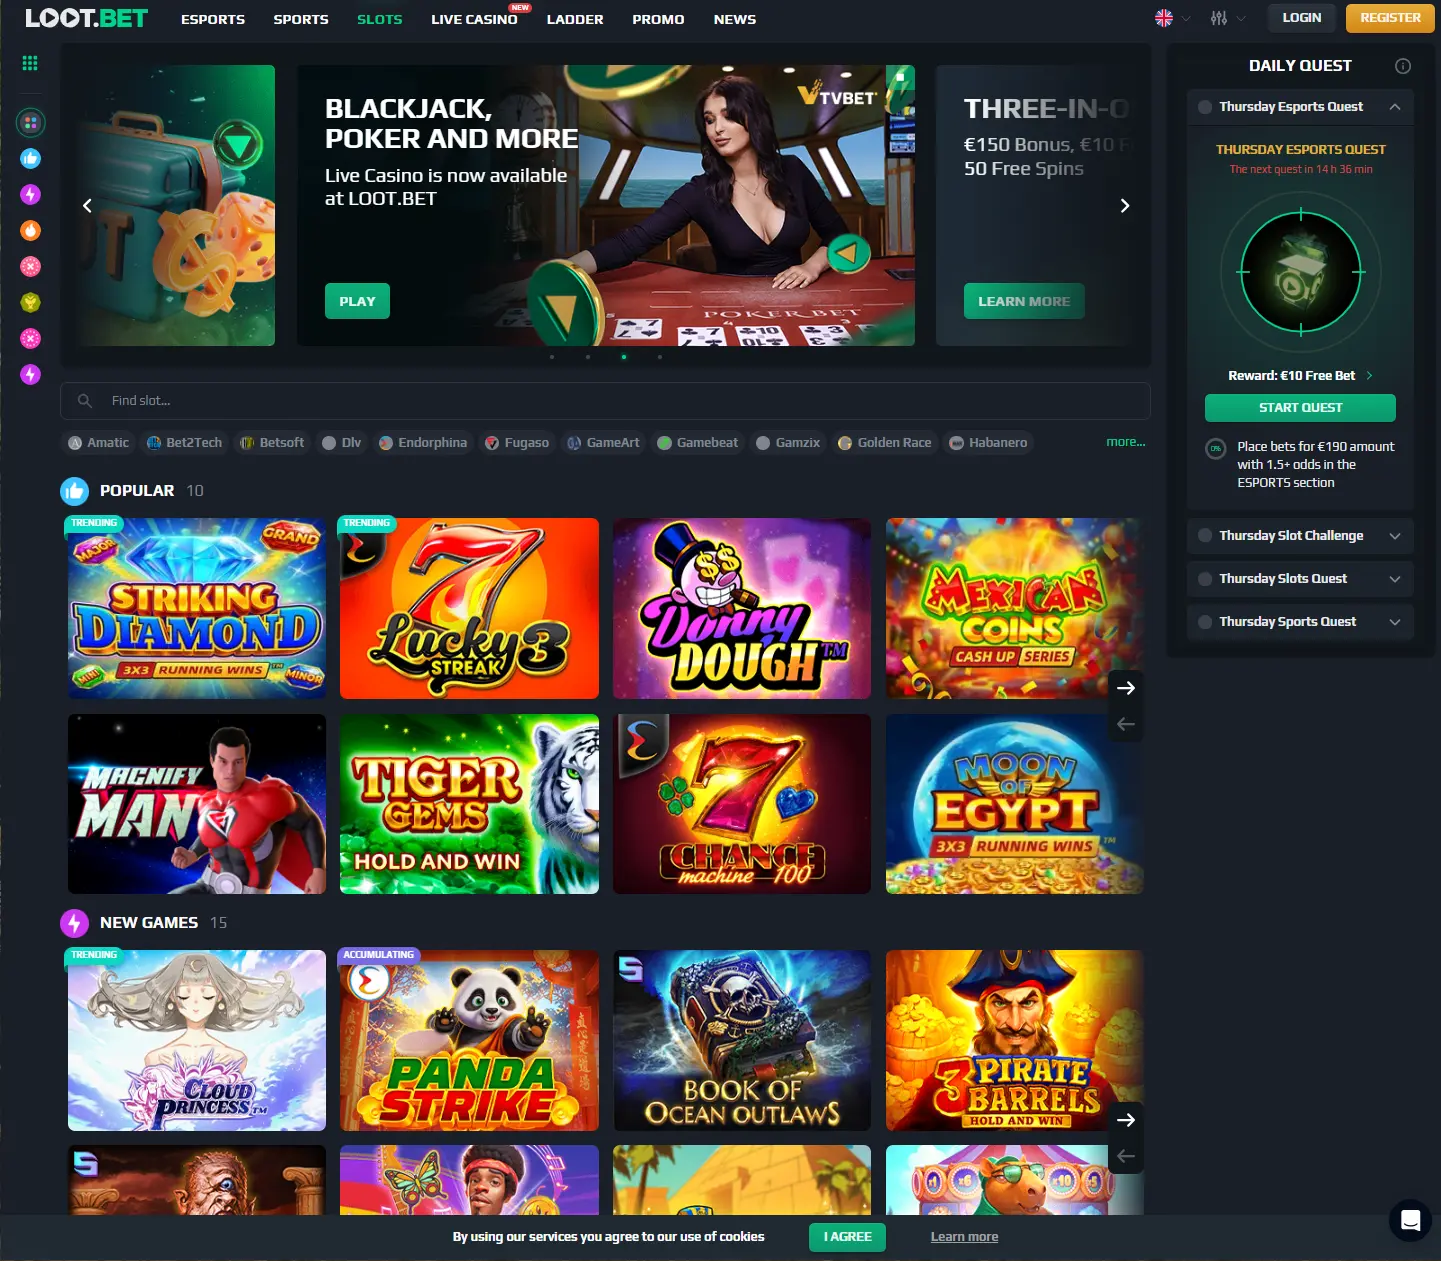 LOOT.BET
ESPORTS
SPORTS
SLOTS
LIVE CASINO
NEW
LADDER
PROMO
NEWS
LOGIN
REGISTER
BLACKJACK,
POKER AND MORE
Live Casino is now available
at LOOT.BET
PLAY
TVBET
POKER.BET
THREE-IN-O
€150 Bonus, €10 F
50 Free Spins
LEARN MORE
DAILY QUEST
Thursday Esports Quest
THURSDAY ESPORTS QUEST
The next quest in 14 h 36 min
Reward: €10 Free Bet
START QUEST
0%
Place bets for €190 amount
with 1.5+ odds in the
ESPORTS section
Thursday Slot Challenge
Thursday Slots Quest
Thursday Sports Quest
Find slot...
Amatic
Bet2Tech
Betsoft
Dlv
Endorphina
Fugaso
GameArt
Gamebeat
Gamzix
Golden Race
Habanero
more...
POPULAR 10
TRENDING
MAJOR
GRAND
STRIKING
DIAMOND
3X3 RUNNING WINS™
MINI
MINOR
TRENDING
7
Lucky 3
STREAK
Donny
DOUGH™
MEXICAN
COINS
CASH UP SERIES
MAGNIFY
MAN
TIGER
GEMS
HOLD AND WIN
7
CHANCE
machine 100
MOON
OF
EGYPT
3X3 RUNNING WINS™
NEW GAMES 15
TRENDING
CLOUD
PRINCESS™
ACCUMULATING
PANDA
STRIKE
BOOK OF
OCEAN OUTLAWS
3 PIRATE
BARRELS
HOLD AND WIN
By using our services you agree to our use of cookies
I AGREE
Learn more